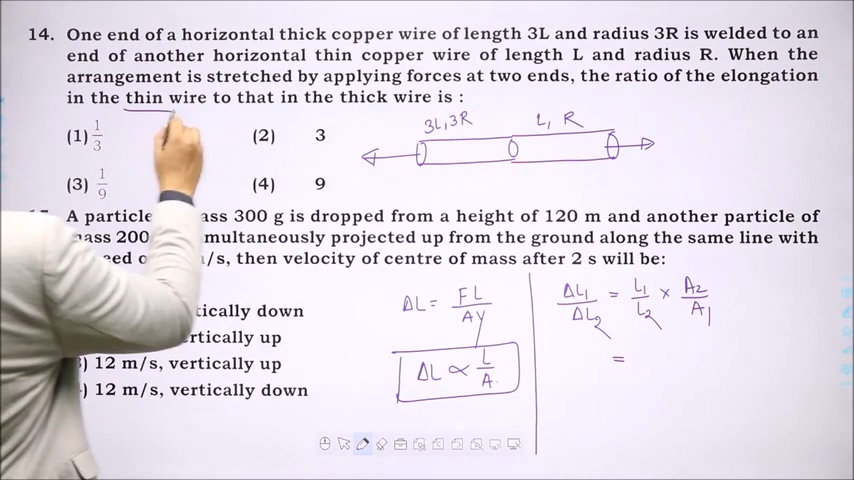 14. One end of a horizontal thick copper wire of length 3L and radius 3R is welded to an
end of another horizontal thin copper wire of length L and radius R. When the
arrangement is stretched by applying forces at two ends, the ratio of the elongation
in the thin wire to that in the thick wire is :
(1) 1/3 (2) 3
(3) 1/9 (4) 9
3L, 3R L, R
A particle ass 300 g is dropped from a height of 120 m and another particle of
ass 200 multaneously projected up from the ground along the same line with
/s, then velocity of centre of mass after 2 s will be:
tically down
ertically up
) 12 m/s, vertically up
) 12 m/s, vertically down
ΔL = FL/AY
ΔL ∝ L/A.
ΔL1/ΔL2 = L1/L2 × A2/A1
=